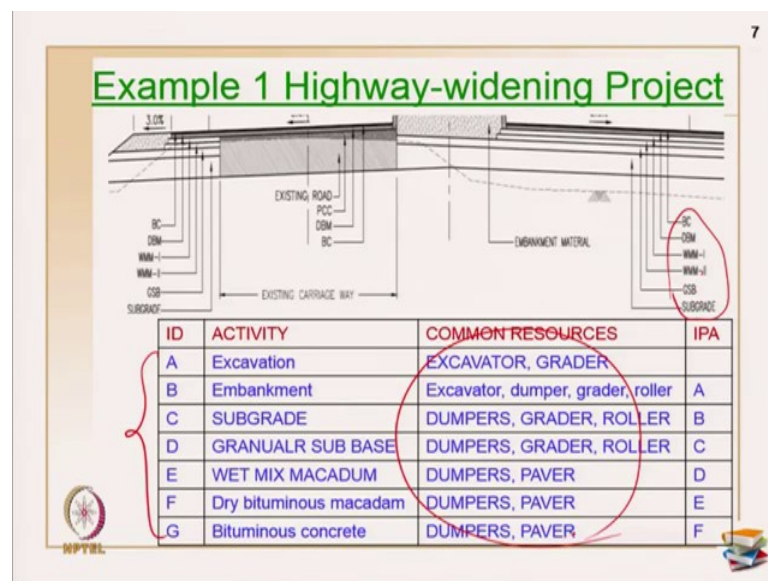 7
Example 1 Highway-widening Project
3.0%
EXISTING ROAD
PCC
DBM
BC
BC
DBM
WMM-I
WMM-II
GSB
SUBGRADE
EXISTING CARRIAGE WAY
EMBANKMENT MATERIAL
BC
DBM
WMM-I
WMM-II
GSB
SUBGRADE
ID ACTIVITY COMMON RESOURCES IPA
A Excavation EXCAVATOR, GRADER
B Embankment Excavator, dumper, grader, roller A
C SUBGRADE DUMPERS, GRADER, ROLLER B
D GRANUALR SUB BASE DUMPERS, GRADER, ROLLER C
E WET MIX MACADUM DUMPERS, PAVER D
F Dry bituminous macadam DUMPERS, PAVER E
G Bituminous concrete DUMPERS, PAVER F
NPTEL